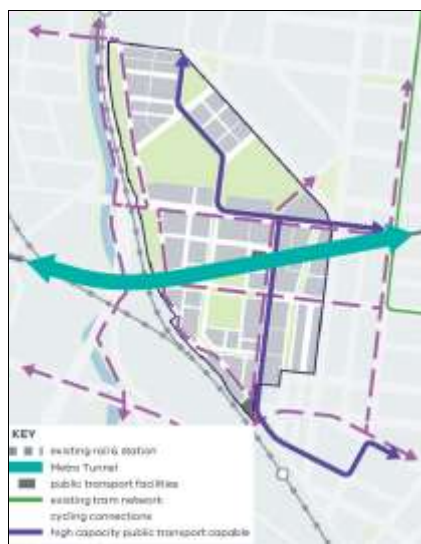 KEY
existing rail & station
Metro Tunnel
public transport facilities
existing tram network
cycling connections
high capacity public transport capable